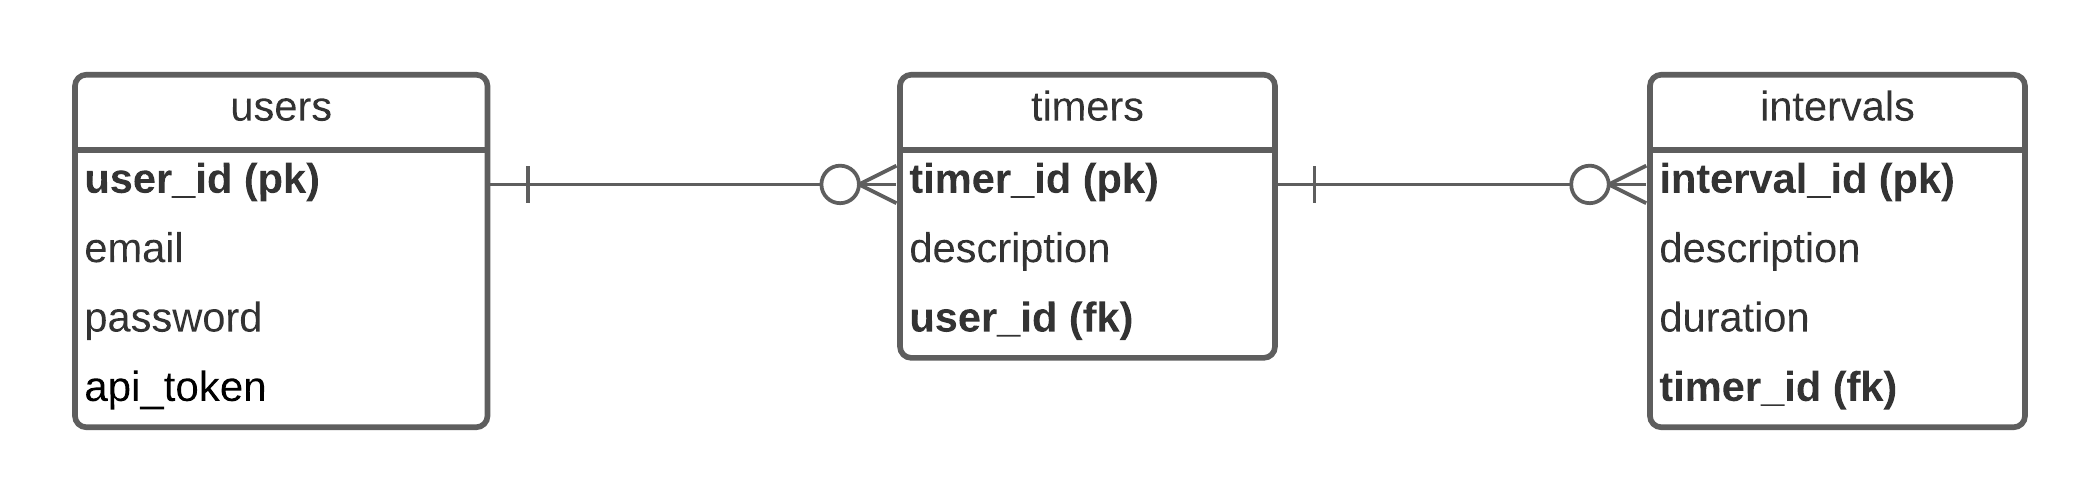 users
user_id (pk)
email
password
api_token
timers
timer_id (pk)
description
user_id (fk)
intervals
interval_id (pk)
description
duration
timer_id (fk)